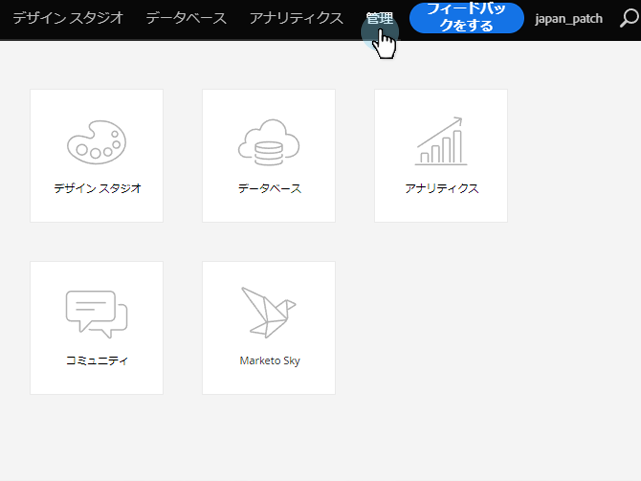 デザイン スタジオ データベース アナリティクス 管理 フィードバッ japan_patch
クをする
デザイン スタジオ データベース アナリティクス
コミュニティ Marketo Sky